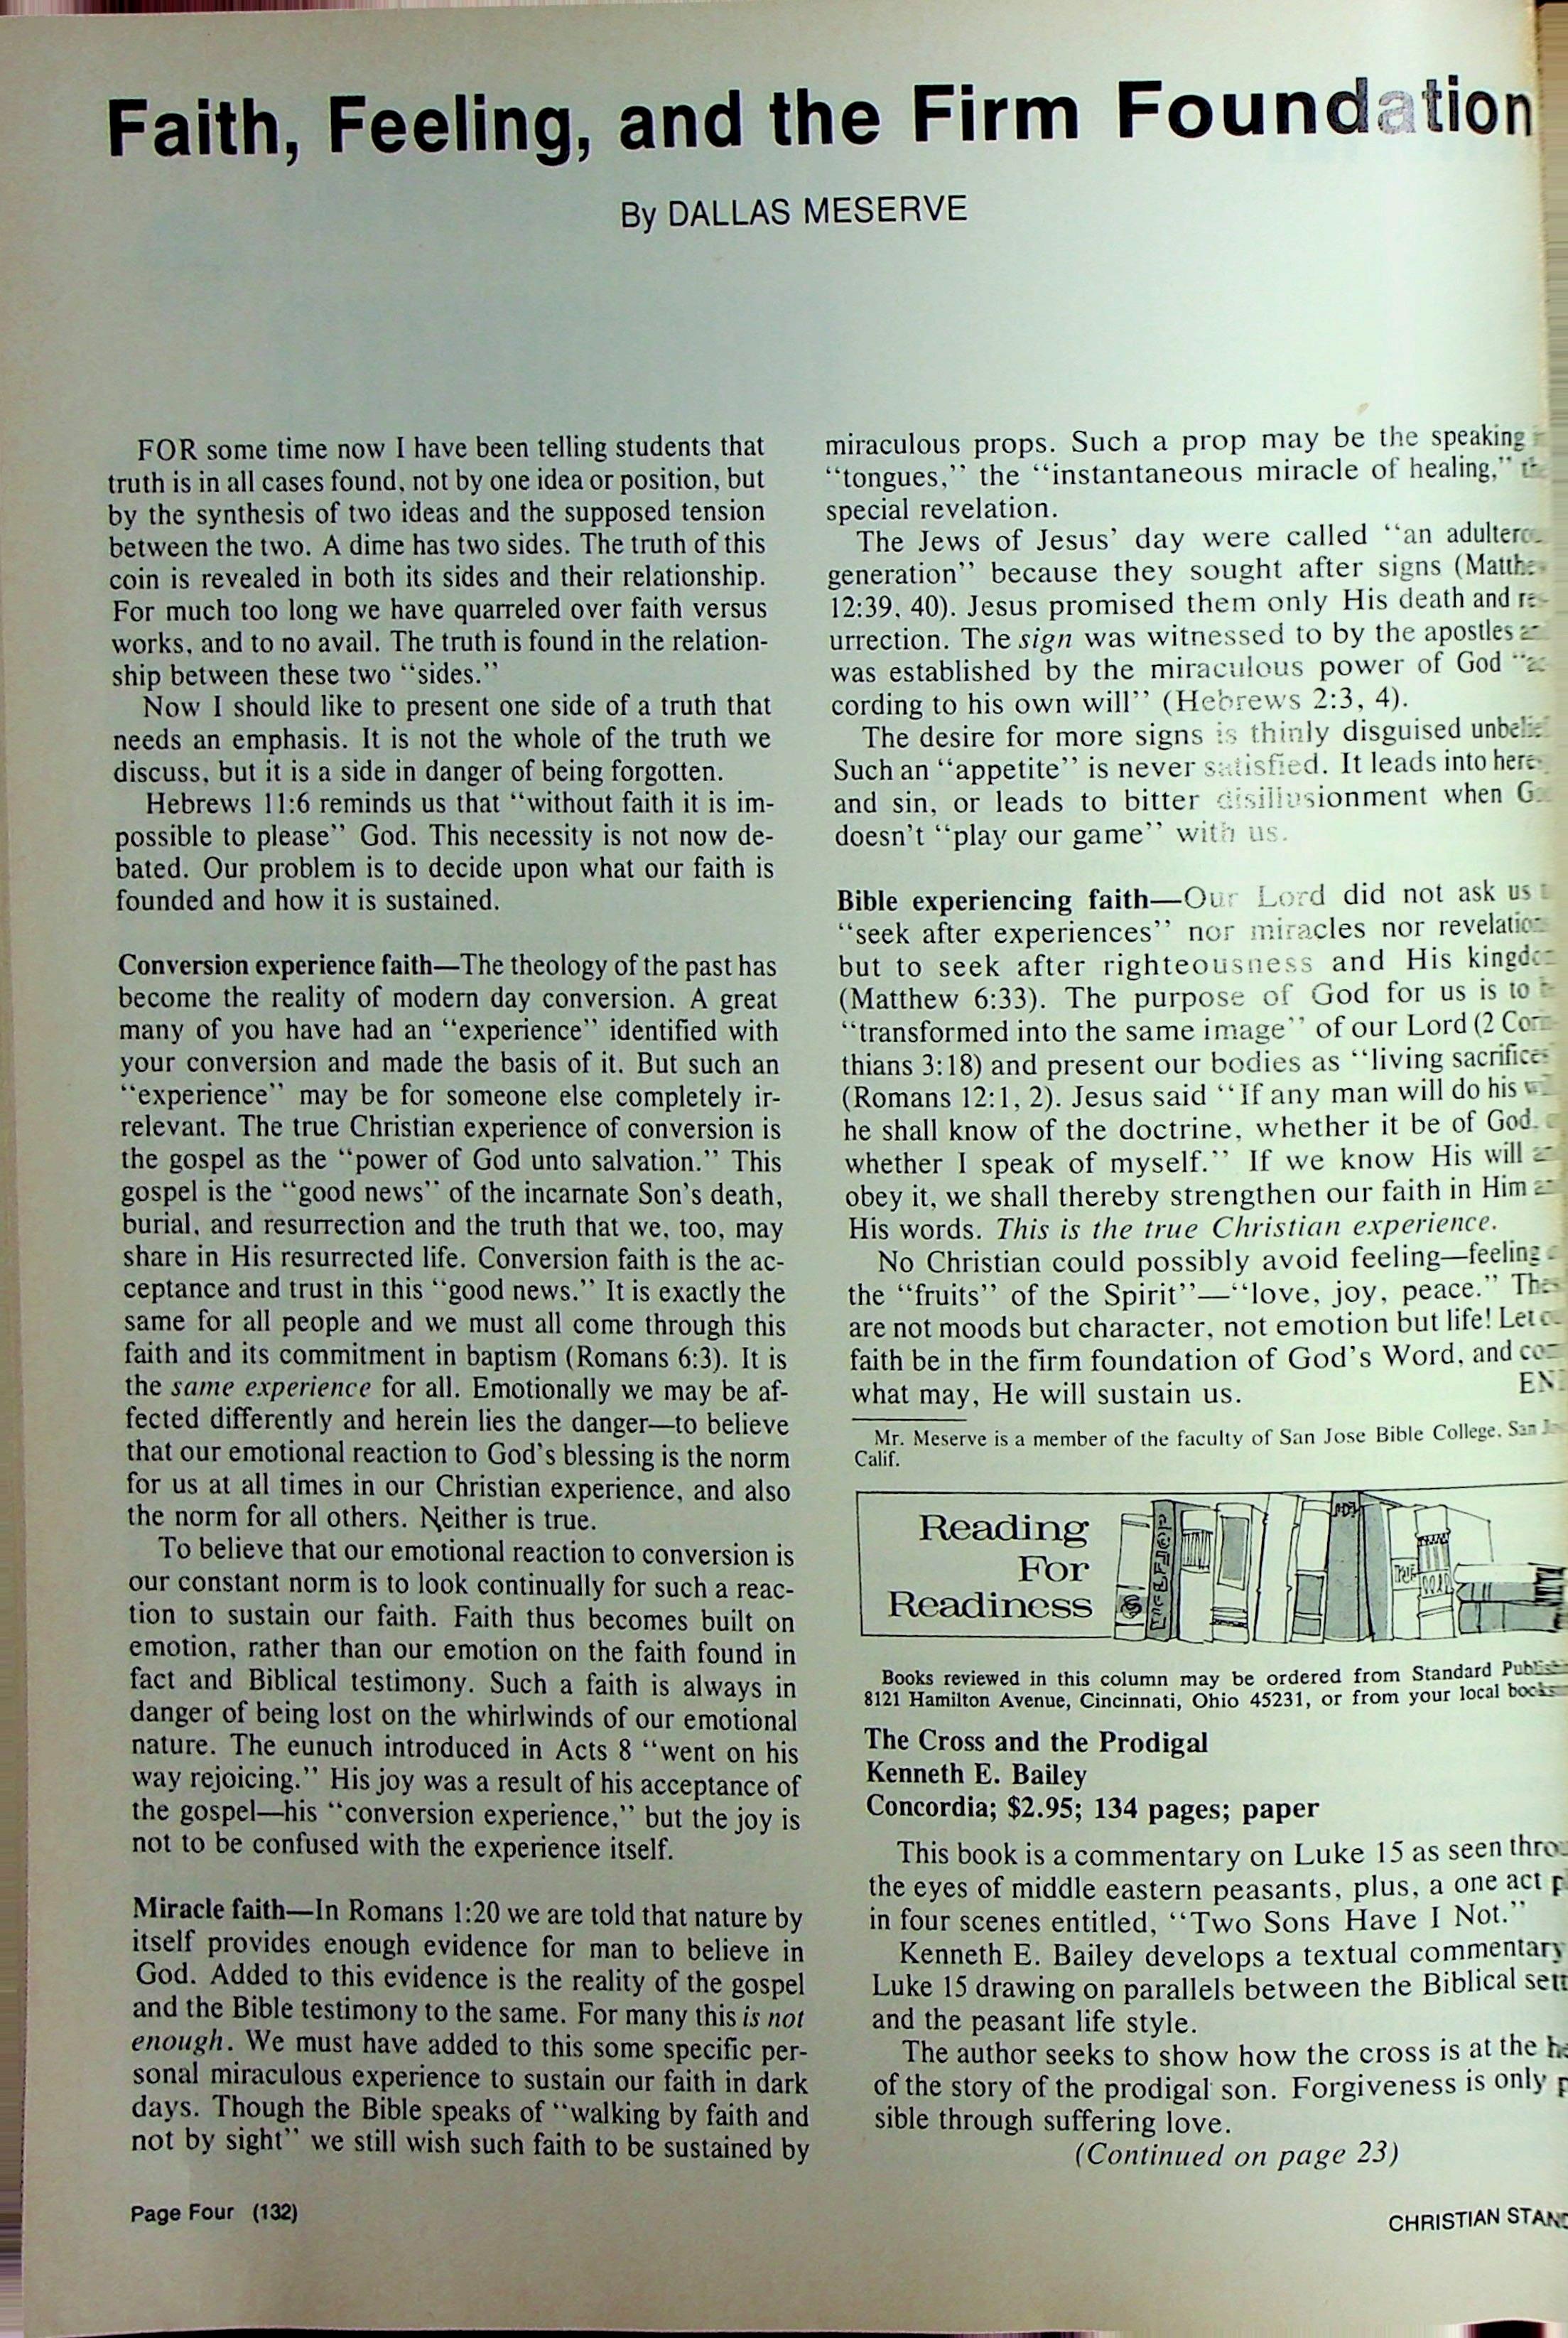 Faith, Feeling, and the Firm Foundation
By DALLAS MESERVE
FOR some time now I have been telling students that
truth is in all cases found, not by one idea or position, but
by the synthesis of two ideas and the supposed tension
between the two. A dime has two sides. The truth of this
coin is revealed in both its sides and their relationship.
For much too long we have quarreled over faith versus
works, and to no avail. The truth is found in the relation-
ship between these two “sides.”
Now I should like to present one side of a truth that
needs an emphasis. It is not the whole of the truth we
discuss, but it is a side in danger of being forgotten.
Hebrews 11:6 reminds us that “without faith it is im-
possible to please” God. This necessity is not now de-
bated. Our problem is to decide upon what our faith is
founded and how it is sustained.
Conversion experience faith—The theology of the past has
become the reality of modern day conversion. A great
many of you have had an “experience” identified with
your conversion and made the basis of it. But such an
“experience” may be for someone else completely ir-
relevant. The true Christian experience of conversion is
the gospel as the “power of God unto salvation.” This
gospel is the “good news” of the incarnate Son’s death,
burial, and resurrection and the truth that we, too, may
share in His resurrected life. Conversion faith is the ac-
ceptance and trust in this “good news.” It is exactly the
same for all people and we must all come through this
faith and its commitment in baptism (Romans 6:3). It is
the same experience for all. Emotionally we may be af-
fected differently and herein lies the danger—to believe
that our emotional reaction to God’s blessing is the norm
for us at all times in our Christian experience, and also
the norm for all others. Neither is true.
To believe that our emotional reaction to conversion is
our constant norm is to look continually for such a reac-
tion to sustain our faith. Faith thus becomes built on
emotion, rather than our emotion on the faith found in
fact and Biblical testimony. Such a faith is always in
danger of being lost on the whirlwinds of our emotional
nature. The eunuch introduced in Acts 8 “went on his
way rejoicing.” His joy was a result of his acceptance of
the gospel—his “conversion experience,” but the joy is
not to be confused with the experience itself.
Miracle faith—In Romans 1:20 we are told that nature by
itself provides enough evidence for man to believe in
God. Added to this evidence is the reality of the gospel
and the Bible testimony to the same. For many this is not
enough. We must have added to this some specific per-
sonal miraculous experience to sustain our faith in dark
days. Though the Bible speaks of “walking by faith and
not by sight” we still wish such faith to be sustained by
miraculous props. Such a prop may be the speaking
“tongues,” the “instantaneous miracle of healing,”
special revelation.
The Jews of Jesus’ day were called “an
generation” because they sought after signs
12:39, 40). Jesus promised them only His death and
urrection. The sign was witnessed to by the apostles
was established by the miraculous power of God
cording to his own will” (Hebrews 2:3, 4).
The desire for more signs is thinly disguised
Such an “appetite” is never satisfied. It leads into
and sin, or leads to bitter disillusionment when
doesn’t “play our game” with us.
Bible experiencing faith—Our Lord did not ask us
“seek after experiences” nor miracles nor
but to seek after righteousness and His
(Matthew 6:33). The purpose of God for us is to
“transformed into the same image” of our Lord (2
thians 3:18) and present our bodies as “living
(Romans 12:1, 2). Jesus said “If any man will do his
he shall know of the doctrine, whether it be of God,
whether I speak of myself.” If we know His will
obey it, we shall thereby strengthen our faith in Him
His words. This is the true Christian experience.
No Christian could possibly avoid feeling—feeling
the “fruits” of the Spirit”—“love, joy, peace.”
are not moods but character, not emotion but life! Let
faith be in the firm foundation of God’s Word, and
what may, He will sustain us.
Mr. Meserve is a member of the faculty of San Jose Bible College, San
Calif.
Reading
For
Readiness
Books reviewed in this column may be ordered from Standard
8121 Hamilton Avenue, Cincinnati, Ohio 45231, or from your local
The Cross and the Prodigal
Kenneth E. Bailey
Concordia; $2.95; 134 pages; paper
This book is a commentary on Luke 15 as seen
the eyes of middle eastern peasants, plus, a one act
in four scenes entitled, “Two Sons Have I Not.”
Kenneth E. Bailey develops a textual commentary
Luke 15 drawing on parallels between the Biblical
and the peasant life style.
The author seeks to show how the cross is at the
of the story of the prodigal son. Forgiveness is only
sible through suffering love.
(Continued on page 23)
Page Four (132)
CHRISTIAN